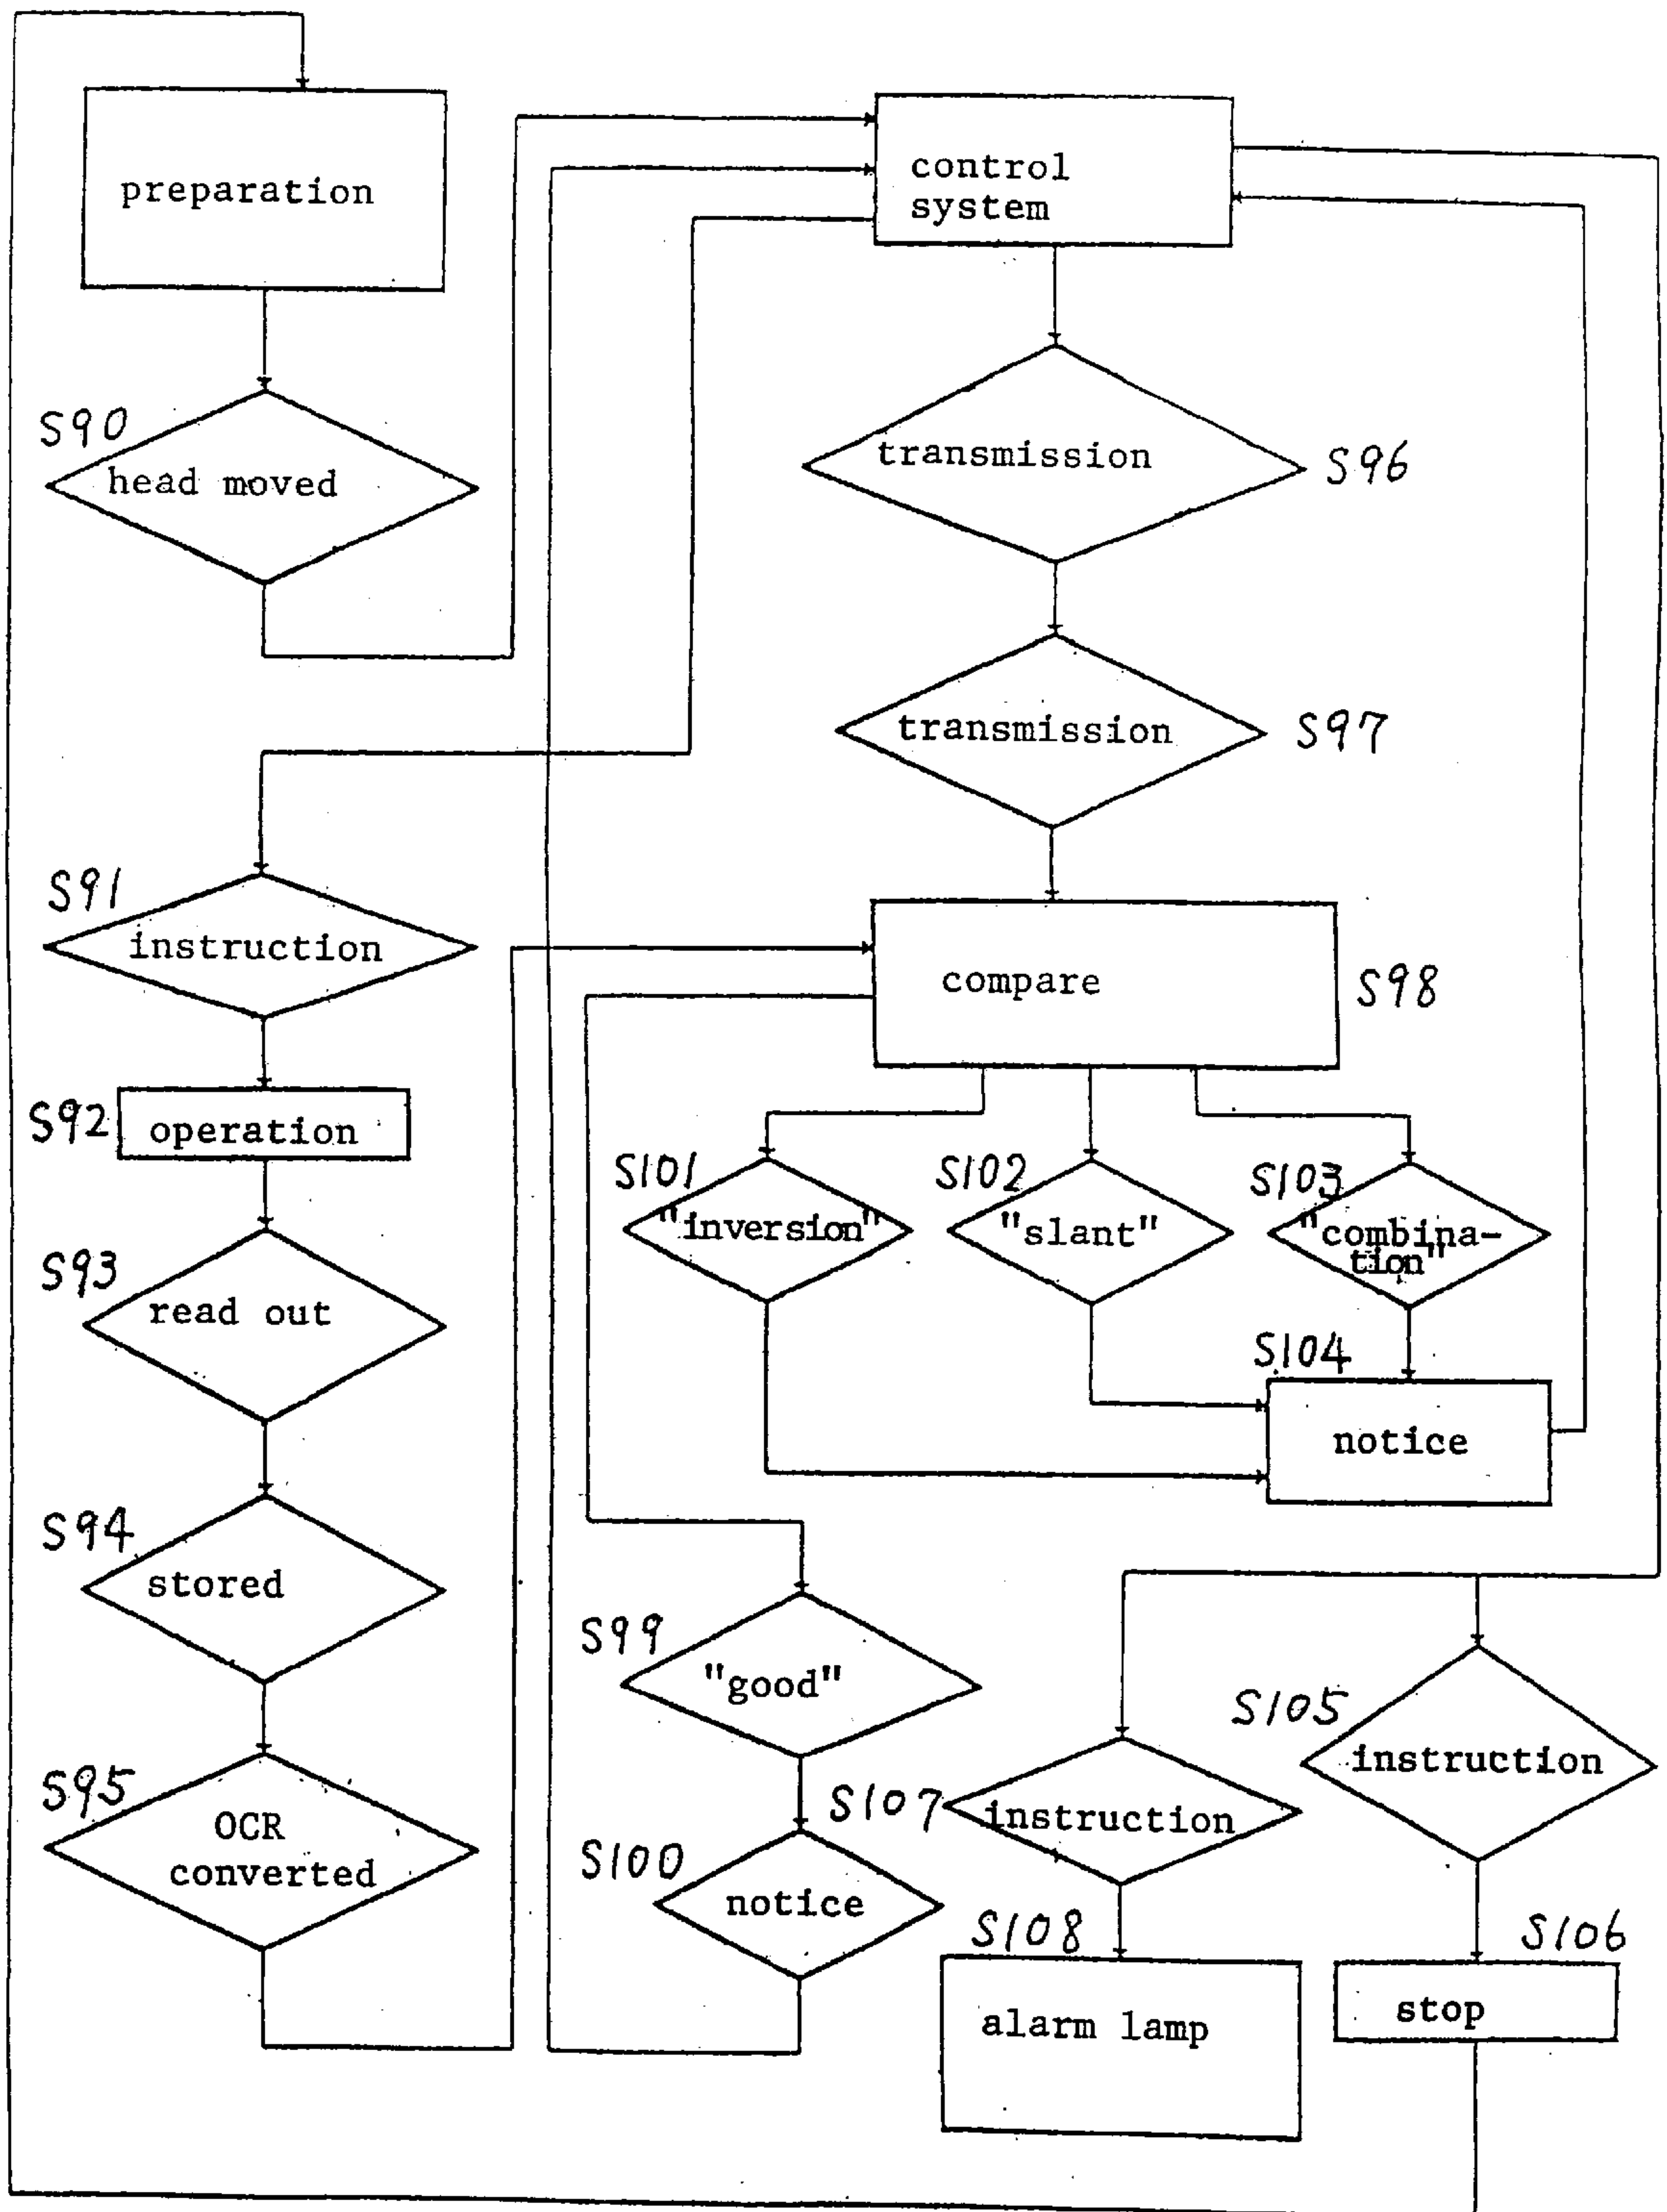 preparation
S90
head moved
S91
instruction
S92
operation
S93
read out
S94
stored
S95
OCR
converted
control
system
transmission
S96
transmission
S97
compare
S98
S101
"inversion"
S102
"slant"
S103
"combina-
tion"
S104
notice
S99
"good"
S100
notice
S107
instruction
S108
alarm lamp
S105
instruction
S106
stop